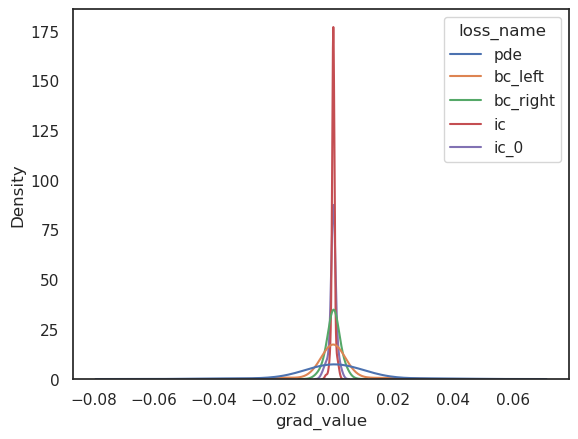 loss_name
pde
bc_left
bc_right
ic
ic_0
175
150
125
100
75
50
25
0
Density
−0.08 −0.06 −0.04 −0.02 0.00 0.02 0.04 0.06
grad_value